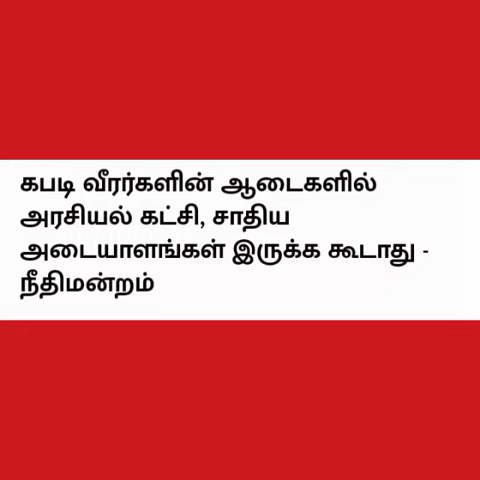 கபடி வீரர்களின் ஆடைகளில்
அரசியல் கட்சி, சாதிய
அடையாளங்கள் இருக்க கூடாது -
நீதிமன்றம்